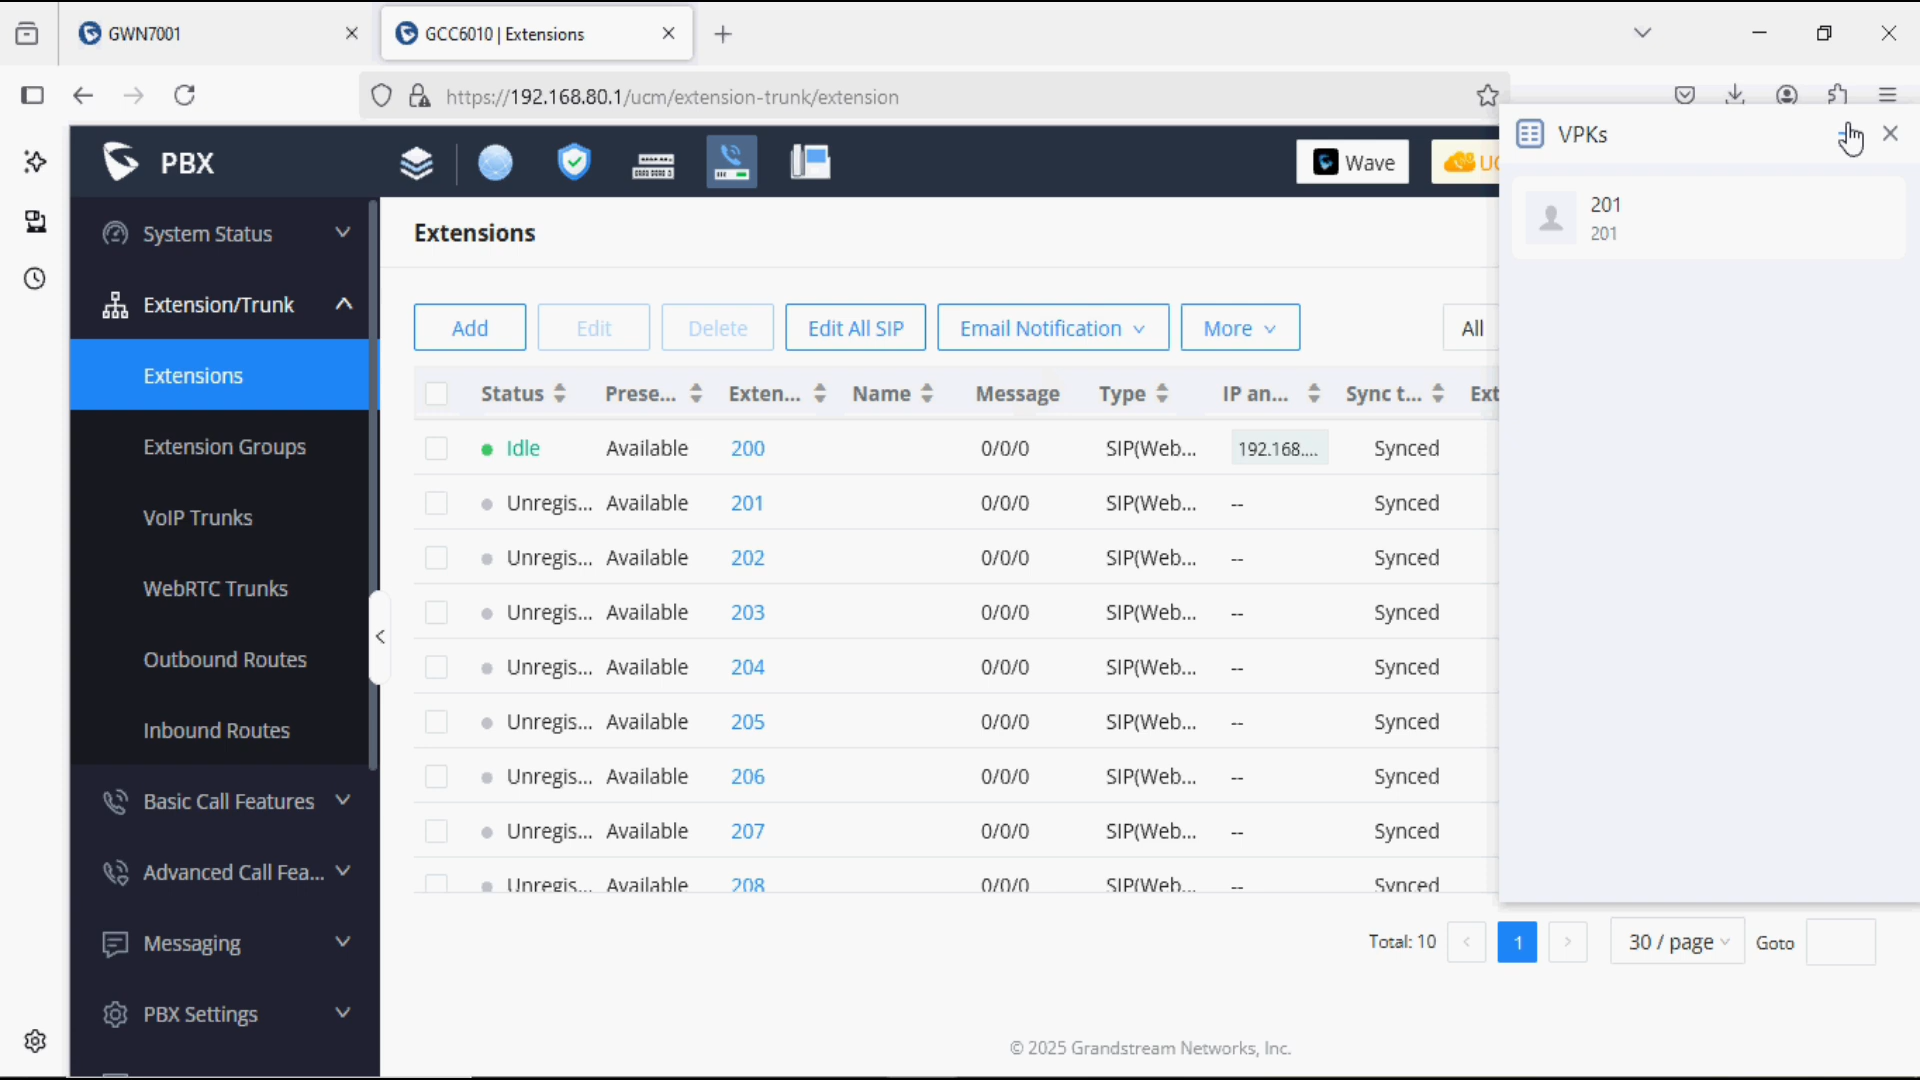 GWN7001
GCC6010 | Extensions
https://192.168.80.1/ucm/extension-trunk/extension
PBX
Wave
UC
VPKs
201
201
System Status
Extension/Trunk
Extensions
Extension Groups
VoIP Trunks
WebRTC Trunks
Outbound Routes
Inbound Routes
Basic Call Features
Advanced Call Fea...
Messaging
PBX Settings
Extensions
Add Edit Delete Edit All SIP Email Notification More All
Status Prese... Exten... Name Message Type IP an... Sync t... Ext
Idle Available 200 0/0/0 SIP(Web... 192.168.... Synced
Unregis... Available 201 0/0/0 SIP(Web... -- Synced
Unregis... Available 202 0/0/0 SIP(Web... -- Synced
Unregis... Available 203 0/0/0 SIP(Web... -- Synced
Unregis... Available 204 0/0/0 SIP(Web... -- Synced
Unregis... Available 205 0/0/0 SIP(Web... -- Synced
Unregis... Available 206 0/0/0 SIP(Web... -- Synced
Unregis... Available 207 0/0/0 SIP(Web... -- Synced
Unregis... Available 208 0/0/0 SIP(Web... -- Synced
Total: 10 < 1 > 30 / page Goto
© 2025 Grandstream Networks, Inc.